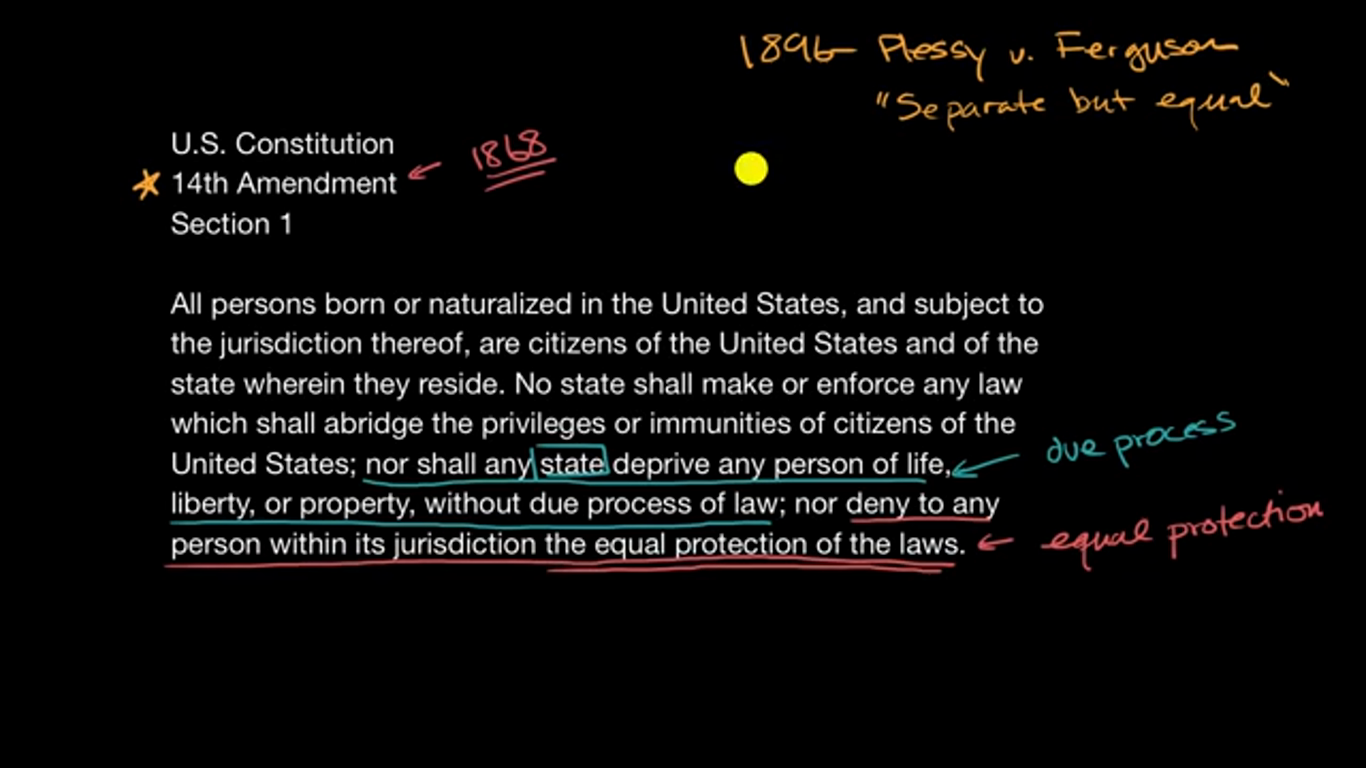 1896 Plessy v. Ferguson
"Separate but equal"
U.S. Constitution
14th Amendment
1868
Section 1
All persons born or naturalized in the United States, and subject to
the jurisdiction thereof, are citizens of the United States and of the
state wherein they reside. No state shall make or enforce any law
which shall abridge the privileges or immunities of citizens of the
United States; nor shall any state deprive any person of life,
due process
liberty, or property, without due process of law; nor deny to any
person within its jurisdiction the equal protection of the laws.
equal protection